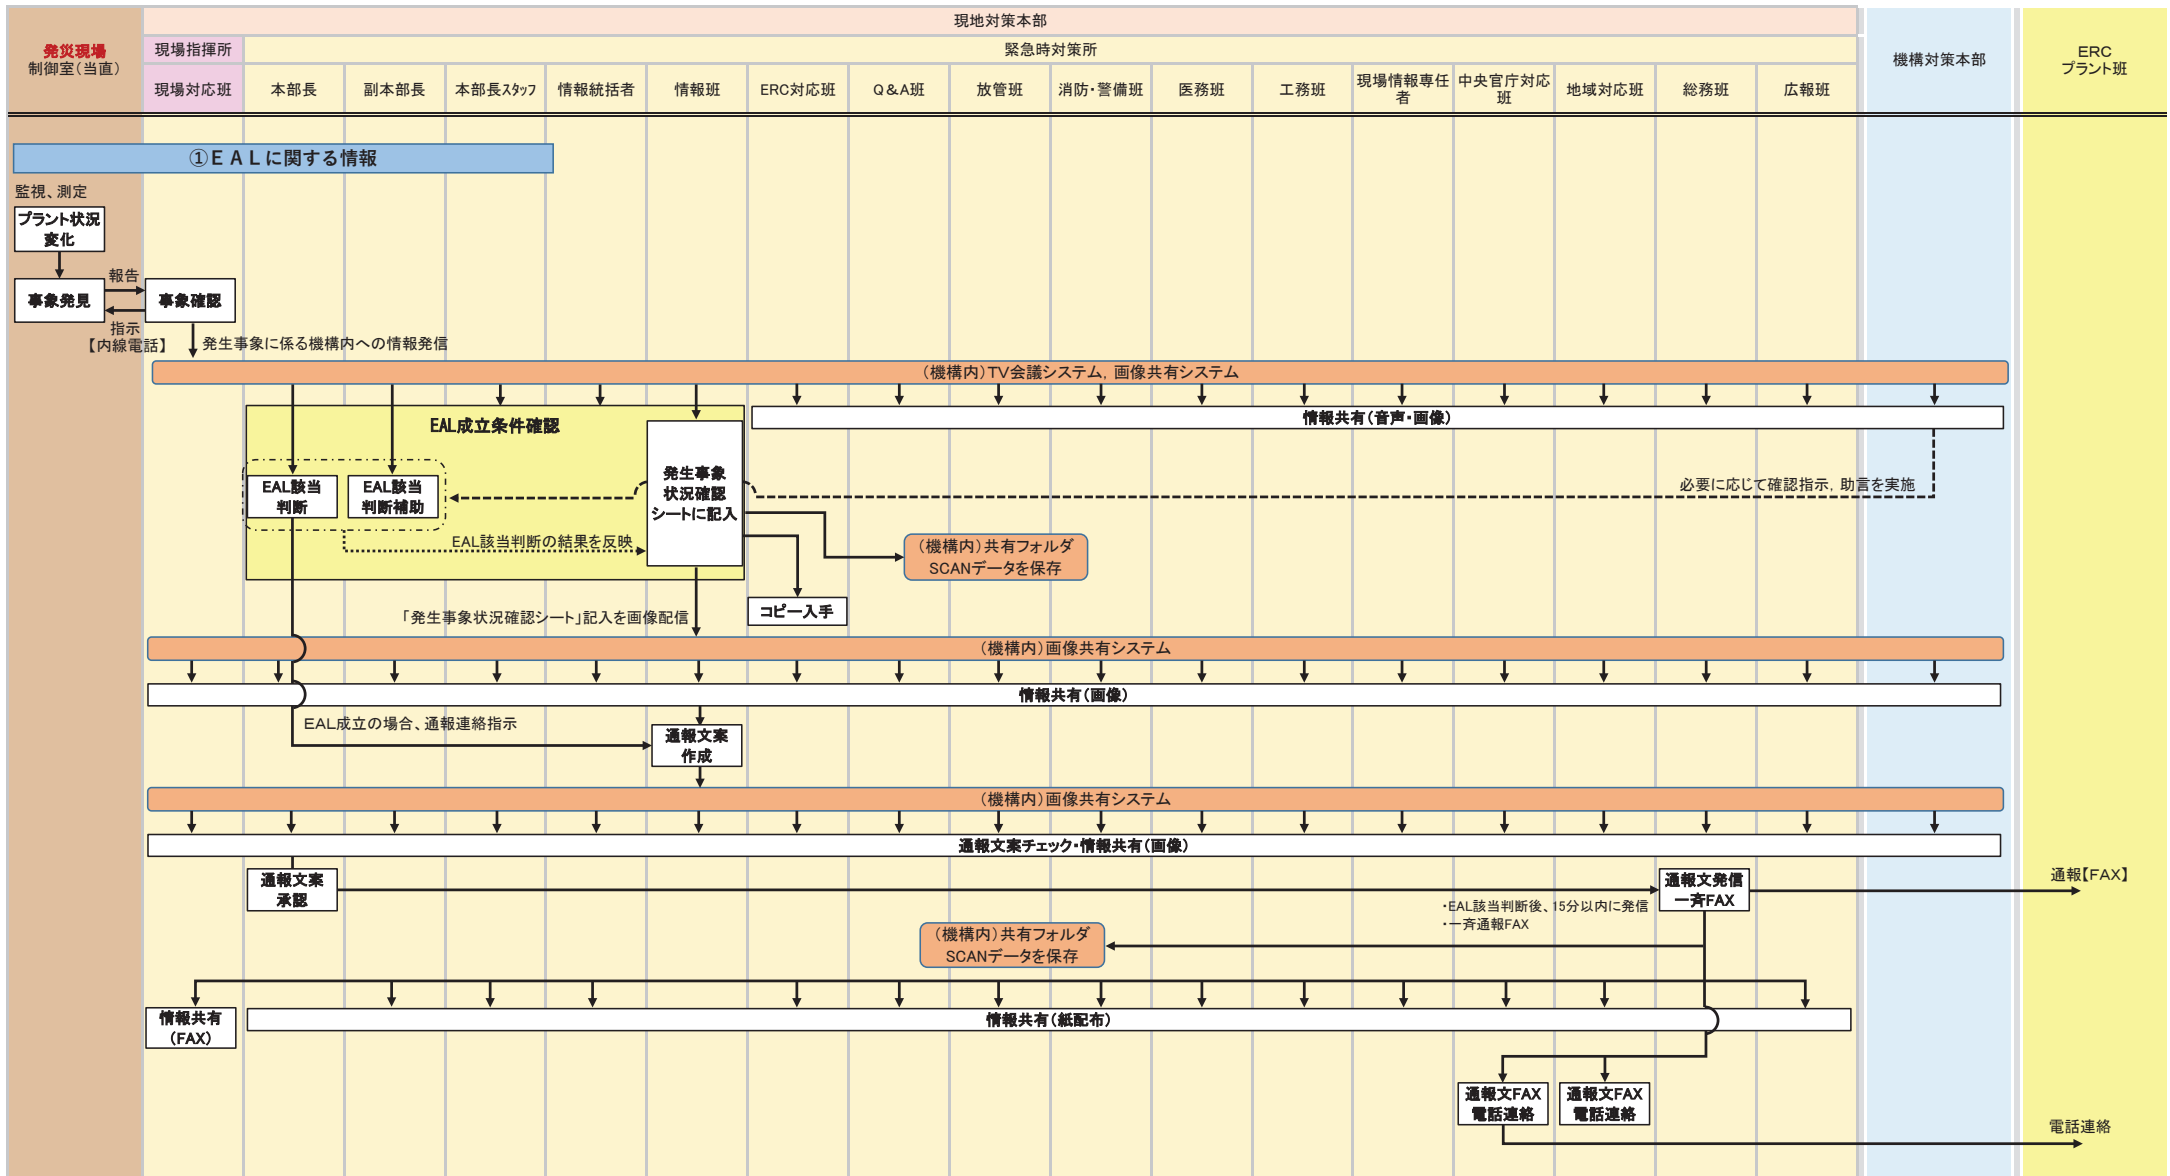 現地対策本部
発災現場
制御室（当直）
現場指揮所
緊急時対策所
機構対策本部
ERC
プラント班
現場対応班
本部長
副本部長
本部長スタッフ
情報統括者
情報班
ERC対応班
Q＆A班
放管班
消防・警備班
医務班
工務班
現場情報専任
者
中央官庁対応
班
地域対応班
総務班
広報班
①ＥＡＬに関する情報
監視、測定
プラント状況
変化
報告
事象発見
事象確認
指示
【内線電話】
発生事象に係る機構内への情報発信
（機構内）TV会議システム，画像共有システム
情報共有（音声・画像）
EAL成立条件確認
発生事象
状況確認
シートに記入
EAL該当
判断
EAL該当
判断補助
必要に応じて確認指示，助言を実施
EAL該当判断の結果を反映
（機構内）共有フォルダ
SCANデータを保存
コピー入手
「発生事象状況確認シート」記入を画像配信
（機構内）画像共有システム
情報共有（画像）
EAL成立の場合、通報連絡指示
通報文案
作成
（機構内）画像共有システム
通報文案チェック・情報共有（画像）
通報文案
承認
通報文発信
一斉FAX
通報【FAX】
・EAL該当判断後、15分以内に発信
・一斉通報FAX
（機構内）共有フォルダ
SCANデータを保存
情報共有
（FAX）
情報共有（紙配布）
通報文FAX
電話連絡
通報文FAX
電話連絡
電話連絡